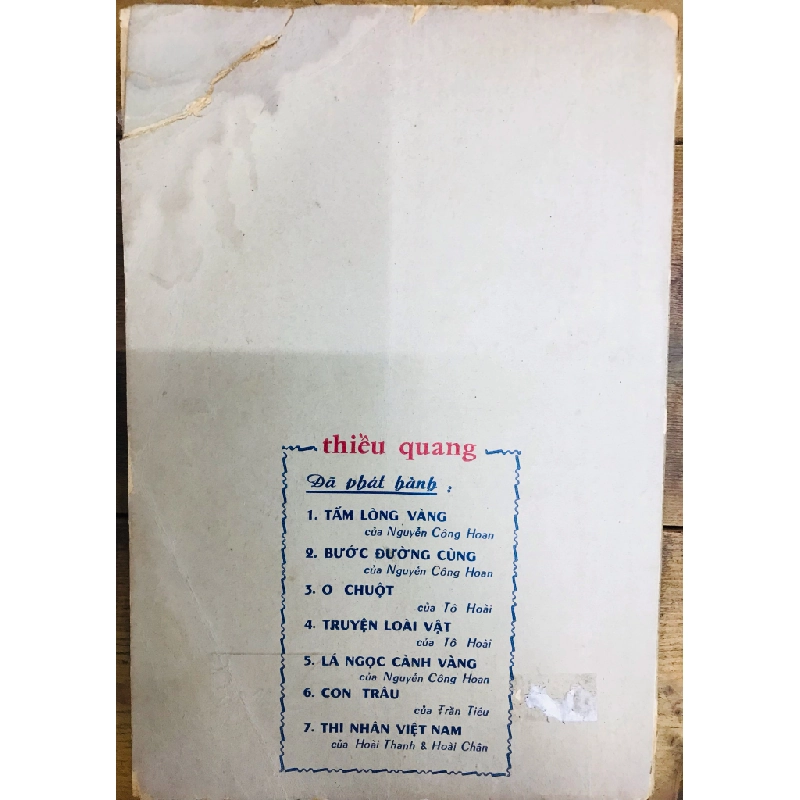 thiều quang
Đã phát hành :
1. TẤM LÒNG VÀNG
của Nguyễn Công Hoan
2. BƯỚC ĐƯỜNG CÙNG
của Nguyễn Công Hoan
3. O CHUỘT
của Tô Hoài
4. TRUYỆN LOÀI VẬT
của Tô Hoài
5. LÁ NGỌC CÀNH VÀNG
của Nguyễn Công Hoan
6. CON TRÂU
của Trần Tiêu
7. THI NHÂN VIỆT NAM
của Hoài Thanh & Hoài Chân